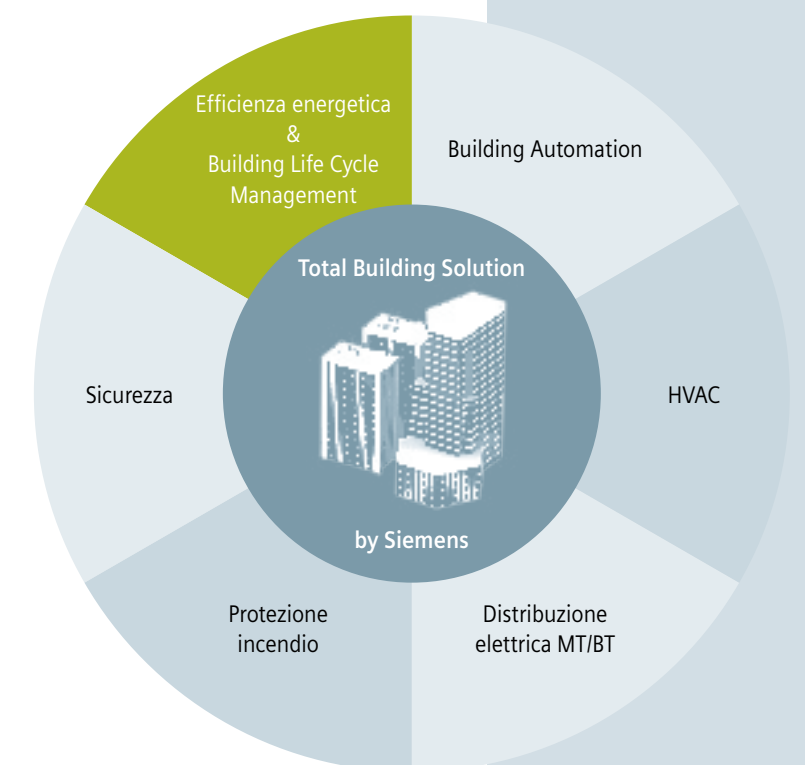 Efficienza energetica
&
Building Life Cycle
Management
Building Automation
Total Building Solution
Sicurezza
HVAC
by Siemens
Protezione
incendio
Distribuzione
elettrica MT/BT